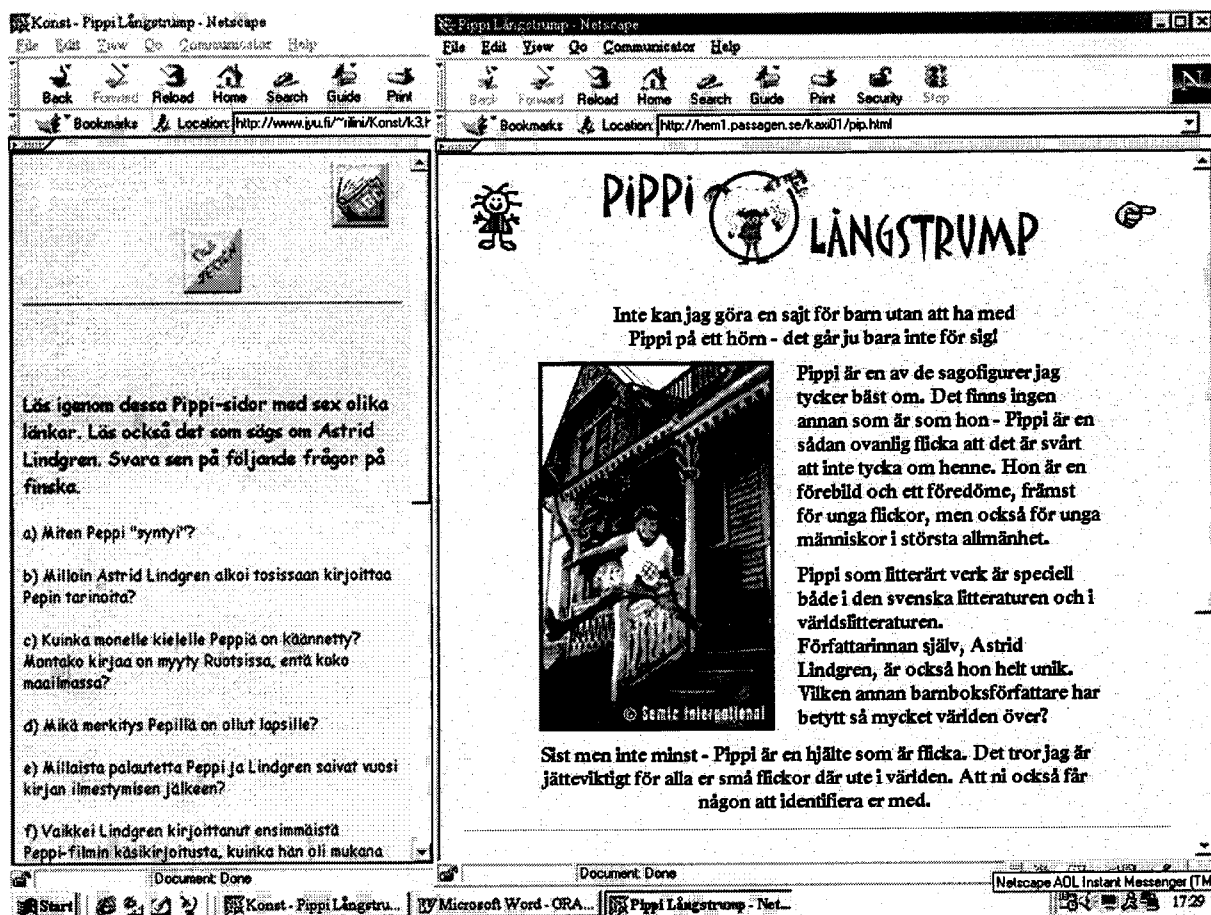 Konst - Pippi Långstrump - Netscape
File Edit View Go Communicator Help
Back Forward Reload Home Search Guide Print
Bookmarks Location: http://www.jyu.fi/~riiini/Konst/k3.h
Läs igenom dessa Pippi-sidor med sex olika
länkar. Läs också det som sägs om Astrid
Lindgren. Svara sen på följande frågor på
finska.
a) Miten Peppi "syntyi"?
b) Milloin Astrid Lindgren alkoi tosissaan kirjoittaa
Pepin tarinoita?
c) Kuinka monelle kielelle Peppiä on käännetty?
Montako kirjaa on myyty Ruotsissa, entä koko
maailmassa?
d) Mikä merkitys Pepillä on ollut lapsille?
e) Millaista palautetta Peppi ja Lindgren saivat vuosi
kirjan ilmestymisen jälkeen?
f) Vaikkei Lindgren kirjoittanut ensimmäistä
Peppi-filmin käsikirjoitusta, kuinka hän oli mukana
Document: Done
Pippi Långstrump - Netscape
File Edit View Go Communicator Help
Back Forward Reload Home Search Guide Print Security Stop
N
Bookmarks Location: http://hem1.passagen.se/kaxi01/pip.html
PiPPi
LÅNGSTRUMP
Inte kan jag göra en sajt för barn utan att ha med
Pippi på ett hörn - det går ju bara inte för sig!
Pippi är en av de sagofigurer jag
tycker bäst om. Det finns ingen
annan som är som hon - Pippi är en
sådan ovanlig flicka att det är svårt
att inte tycka om henne. Hon är en
förebild och ett föredöme, främst
för unga flickor, men också för unga
människor i största allmänhet.
Pippi som litterärt verk är speciell
både i den svenska litteraturen och i
världslitteraturen.
Författarinnan själv, Astrid
Lindgren, är också hon helt unik.
Vilken annan barnboksförfattare har
betytt så mycket världen över?
© Semic International
Sist men inte minst - Pippi är en hjälte som är flicka. Det tror jag är
jätteviktigt för alla er små flickor där ute i världen. Att ni också får
någon att identifiera er med.
Document: Done
Netscape AOL Instant Messenger (TM
Start Konst - Pippi Långstru... Microsoft Word - GRA... Pippi Långstrump - Net... 17:29